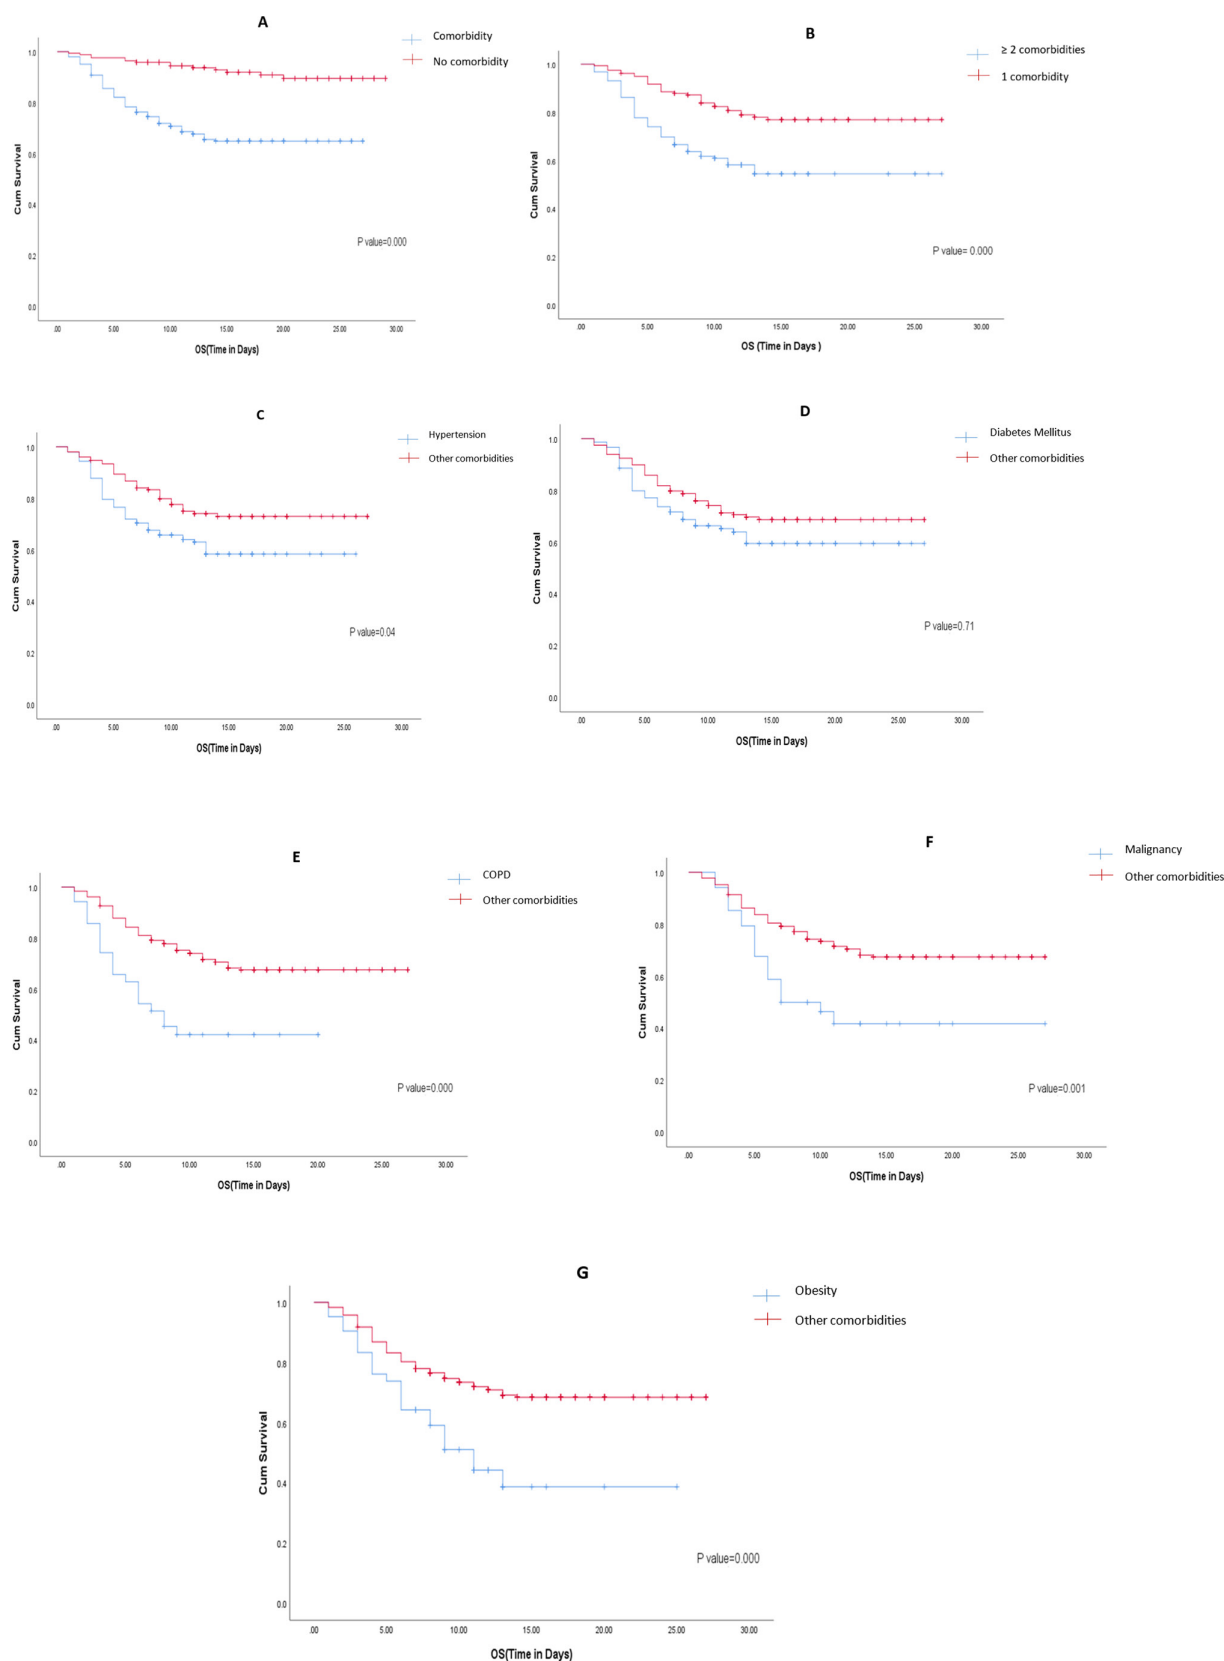 A
Comorbidity
No comorbidity
Cum Survival
1.0
0.8
0.6
0.4
0.2
0.0
P value=0.000
.00 5.00 10.00 15.00 20.00 25.00 30.00
OS(Time in Days)
B
≥ 2 comorbidities
1 comorbidity
Cum Survival
1.0
0.8
0.6
0.4
0.2
0.0
P value= 0.000
.00 5.00 10.00 15.00 20.00 25.00 30.00
OS (Time in Days )
C
Hypertension
Other comorbidities
Cum Survival
1.0
0.8
0.6
0.4
0.2
0.0
P value=0.04
.00 5.00 10.00 15.00 20.00 25.00 30.00
OS(Time in Days)
D
Diabetes Mellitus
Other comorbidities
Cum Survival
1.0
0.8
0.6
0.4
0.2
0.0
P value=0.71
.00 5.00 10.00 15.00 20.00 25.00 30.00
OS(Time in Days)
E
COPD
Other comorbidities
Cum Survival
1.0
0.8
0.6
0.4
0.2
0.0
P value=0.000
.00 5.00 10.00 15.00 20.00 25.00 30.00
OS(Time in Days)
F
Malignancy
Other comorbidities
Cum Survival
1.0
0.8
0.6
0.4
0.2
0.0
P value=0.001
.00 5.00 10.00 15.00 20.00 25.00 30.00
OS(Time in Days)
G
Obesity
Other comorbidities
Cum Survival
1.0
0.8
0.6
0.4
0.2
0.0
P value=0.000
.00 5.00 10.00 15.00 20.00 25.00 30.00
OS(Time in Days)